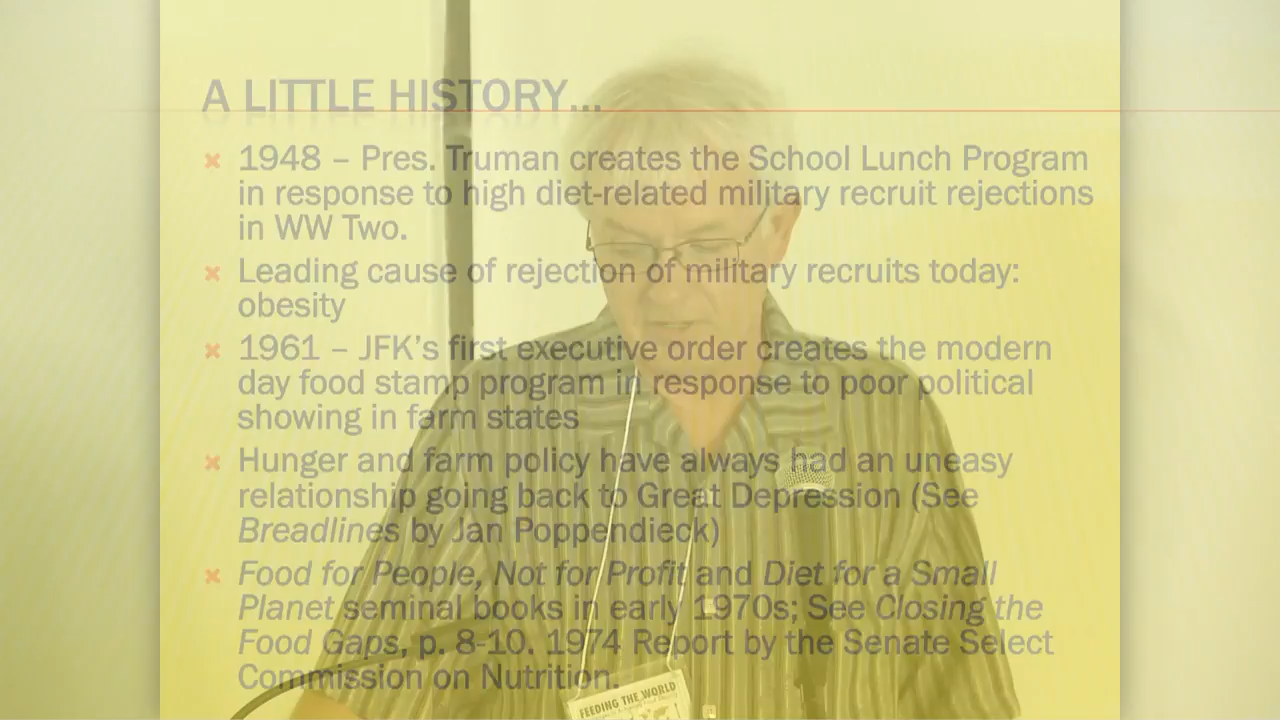 A LITTLE HISTORY...
1948 – Pres. Truman creates the School Lunch Program
in response to high diet-related military recruit rejections
in WW Two.
Leading cause of rejection of military recruits today:
obesity
1961 – JFK's first executive order creates the modern
day food stamp program in response to poor political
showing in farm states
Hunger and farm policy have always had an uneasy
relationship going back to Great Depression (See
Breadlines by Jan Poppendieck)
Food for People, Not for Profit and Diet for a Small
Planet seminal books in early 1970s; See Closing the
Food Gaps, p. 8-10. 1974 Report by the Senate Select
Commission on Nutrition.
FEEDING THE WORLD